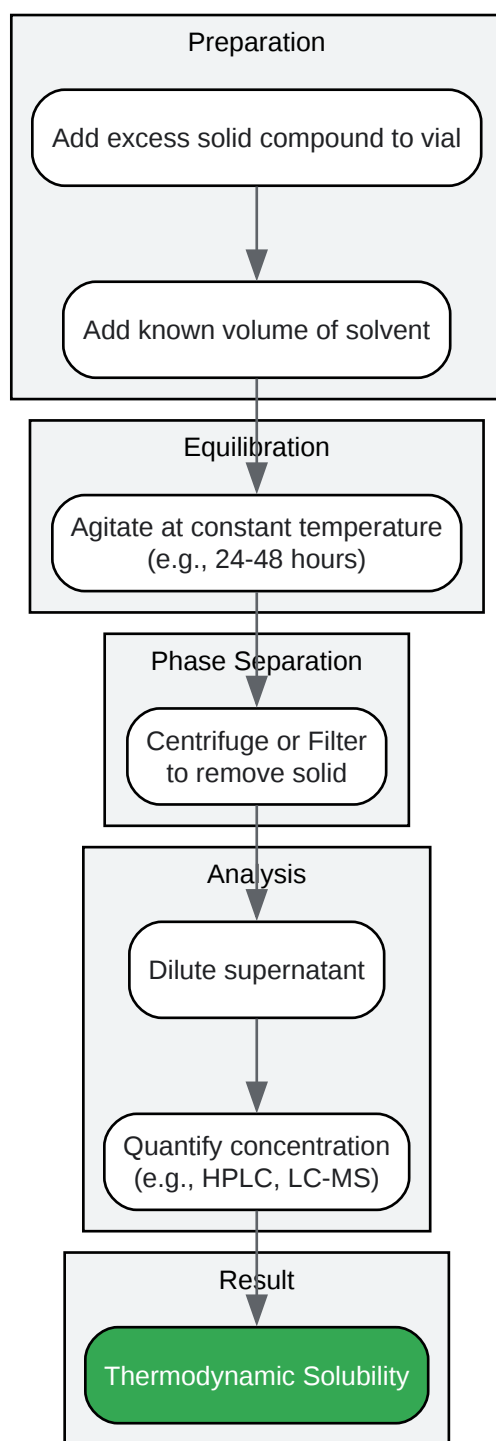 Preparation
Add excess solid compound to vial
Add known volume of solvent
Equilibration
Agitate at constant temperature
(e.g., 24-48 hours)
Phase Separation
Centrifuge or Filter
to remove solid
Analysis
Dilute supernatant
Quantify concentration
(e.g., HPLC, LC-MS)
Result
Thermodynamic Solubility